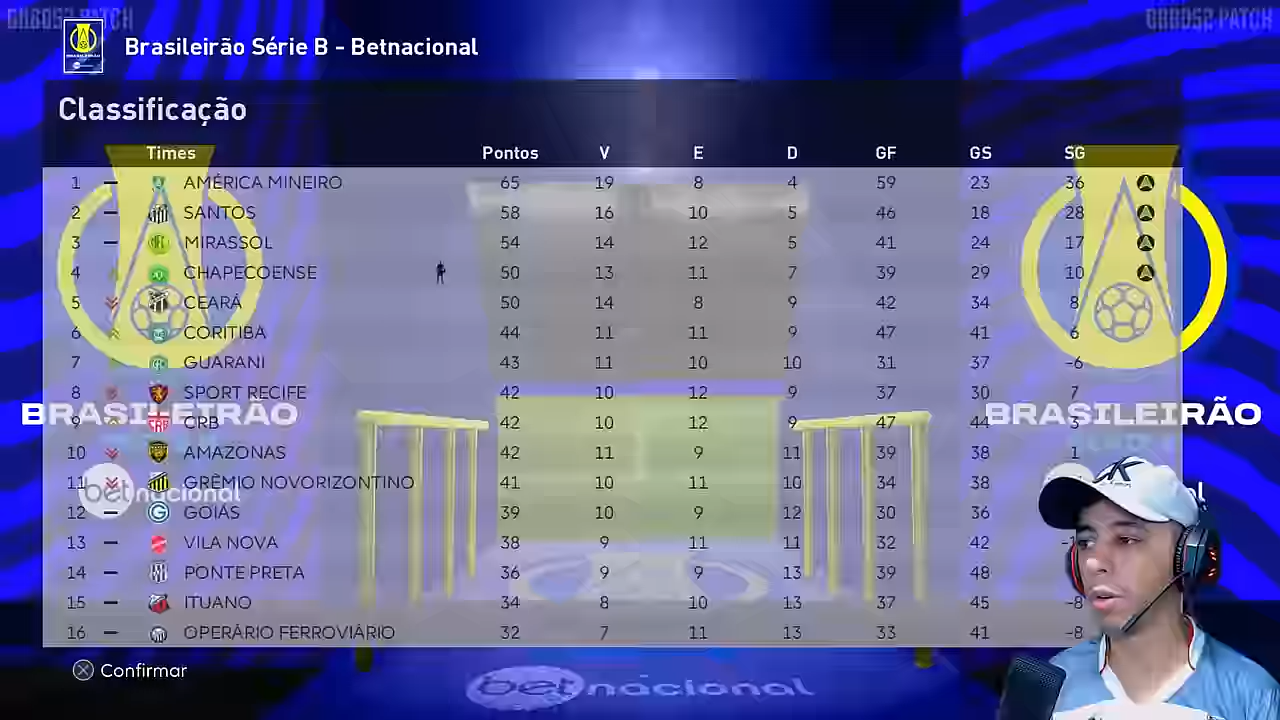 GNBDS2 PATCH
GNBDS2 PATCH
Brasileirão Série B - Betnacional
Classificação
Times Pontos V E D GF GS SG
1 AMÉRICA MINEIRO 65 19 8 4 59 23 36
2 SANTOS 58 16 10 5 46 18 28
3 MIRASSOL 54 14 12 5 41 24 17
4 CHAPECOENSE 50 13 11 7 39 29 10
5 CEARÁ 50 14 8 9 42 34 8
6 CORITIBA 44 11 11 9 47 41 6
7 GUARANI 43 11 10 10 31 37 -6
8 SPORT RECIFE 42 10 12 9 37 30 7
BRASILEIRÃO
BRASILEIRÃO
9 CRB 42 10 12 9 47 44 3
10 AMAZONAS 42 11 9 11 39 38 1
11 GRÊMIO NOVORIZONTINO 41 10 11 10 34 38
betnacional
12 GOIÁS 39 10 9 12 30 36
13 VILA NOVA 38 9 11 11 32 42
14 PONTE PRETA 36 9 9 13 39 48
15 ITUANO 34 8 10 13 37 45 -8
16 OPERÁRIO FERROVIÁRIO 32 7 11 13 33 41 -8
Confirmar
betnacional